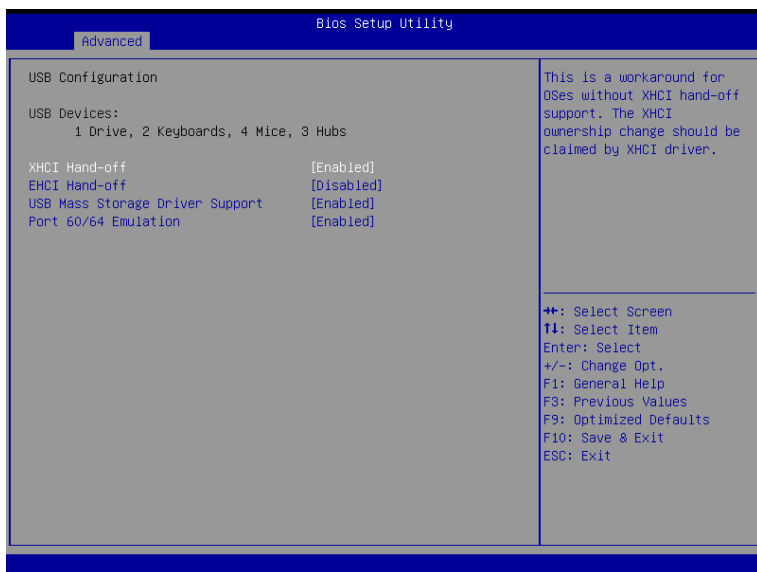 Bios Setup Utility
Advanced
USB Configuration
USB Devices:
1 Drive, 2 Keyboards, 4 Mice, 3 Hubs
XHCI Hand-off [Enabled]
EHCI Hand-off [Disabled]
USB Mass Storage Driver Support [Enabled]
Port 60/64 Emulation [Enabled]
This is a workaround for
OSes without XHCI hand-off
support. The XHCI
ownership change should be
claimed by XHCI driver.
→←: Select Screen
↑↓: Select Item
Enter: Select
+/-: Change Opt.
F1: General Help
F3: Previous Values
F9: Optimized Defaults
F10: Save & Exit
ESC: Exit